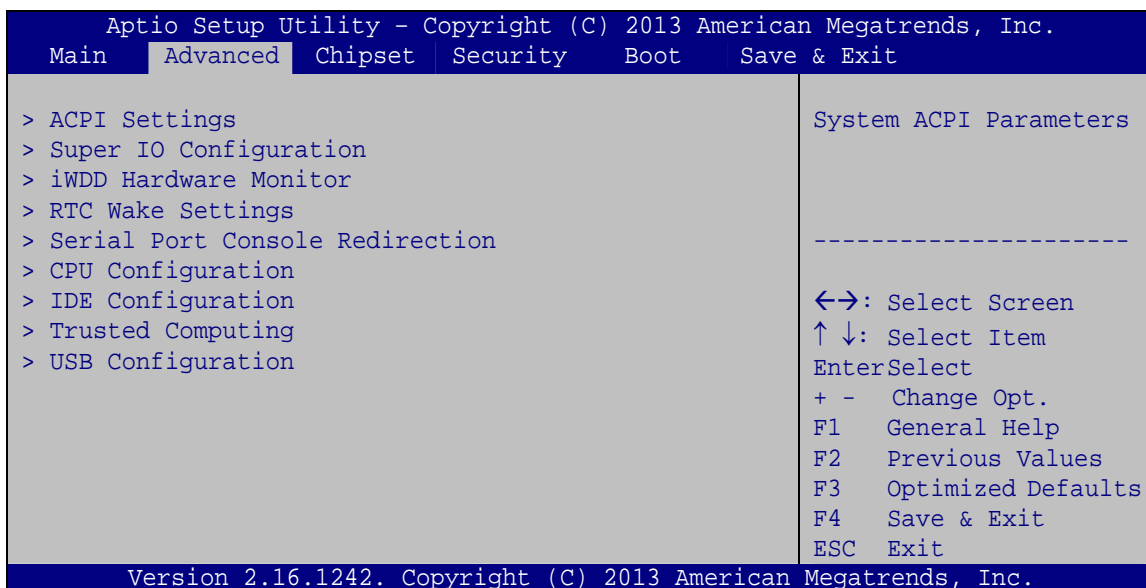 Aptio Setup Utility – Copyright (C) 2013 American Megatrends, Inc.
Main Advanced Chipset Security Boot Save & Exit
> ACPI Settings
> Super IO Configuration
> iWDD Hardware Monitor
> RTC Wake Settings
> Serial Port Console Redirection
> CPU Configuration
> IDE Configuration
> Trusted Computing
> USB Configuration
System ACPI Parameters
----------------------
←→: Select Screen
↑ ↓: Select Item
EnterSelect
+ - Change Opt.
F1 General Help
F2 Previous Values
F3 Optimized Defaults
F4 Save & Exit
ESC Exit
Version 2.16.1242. Copyright (C) 2013 American Megatrends, Inc.